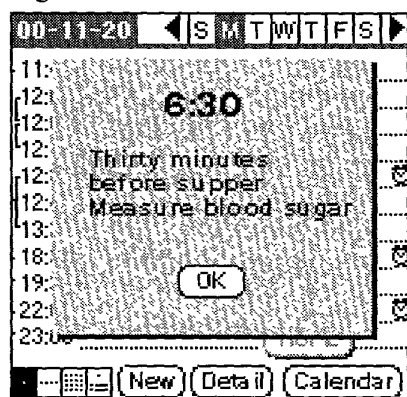 00-11-20 S M T W T F S
11:
12:
12:
12:
12:
12:
13:
18:
19:
22:
23:00
6:30
Thirty minutes
before supper
Measure blood sugar
OK
New Detail Calendar